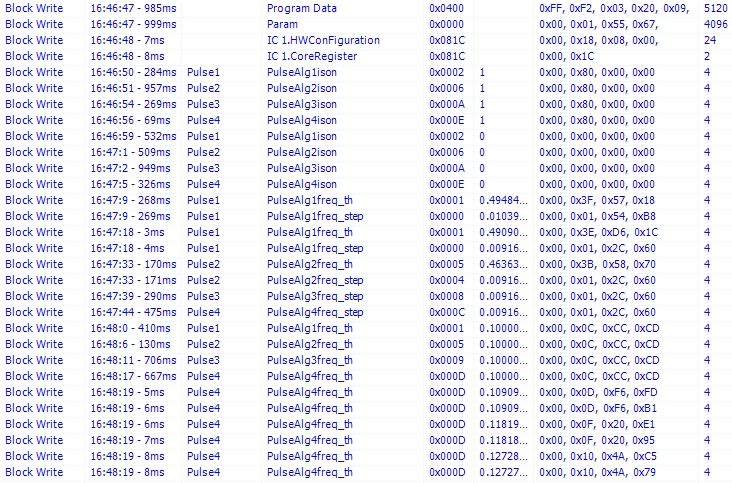 Block Write 16:46:47 - 985ms Program Data 0x0400 0xFF, 0xF2, 0x03, 0x20, 0x09, 5120
Block Write 16:46:47 - 999ms Param 0x0000 0x00, 0x01, 0x55, 0x67, 4096
Block Write 16:46:48 - 7ms IC 1.HWConFiguration 0x081C 0x00, 0x18, 0x08, 0x00, 24
Block Write 16:46:48 - 8ms IC 1.CoreRegister 0x081C 0x00, 0x1C 2
Block Write 16:46:50 - 284ms Pulse1 PulseAlg1ison 0x0002 1 0x00, 0x80, 0x00, 0x00 4
Block Write 16:46:51 - 957ms Pulse2 PulseAlg2ison 0x0006 1 0x00, 0x80, 0x00, 0x00 4
Block Write 16:46:54 - 269ms Pulse3 PulseAlg3ison 0x000A 1 0x00, 0x80, 0x00, 0x00 4
Block Write 16:46:56 - 69ms Pulse4 PulseAlg4ison 0x000E 1 0x00, 0x80, 0x00, 0x00 4
Block Write 16:46:59 - 532ms Pulse1 PulseAlg1ison 0x0002 0 0x00, 0x00, 0x00, 0x00 4
Block Write 16:47:1 - 509ms Pulse2 PulseAlg2ison 0x0006 0 0x00, 0x00, 0x00, 0x00 4
Block Write 16:47:2 - 949ms Pulse3 PulseAlg3ison 0x000A 0 0x00, 0x00, 0x00, 0x00 4
Block Write 16:47:5 - 326ms Pulse4 PulseAlg4ison 0x000E 0 0x00, 0x00, 0x00, 0x00 4
Block Write 16:47:9 - 268ms Pulse1 PulseAlg1freq_th 0x0001 0.49484... 0x00, 0x3F, 0x57, 0x18 4
Block Write 16:47:9 - 269ms Pulse1 PulseAlg1freq_step 0x0000 0.01039... 0x00, 0x01, 0x54, 0xB8 4
Block Write 16:47:18 - 3ms Pulse1 PulseAlg1freq_th 0x0001 0.49090... 0x00, 0x3E, 0xD6, 0x1C 4
Block Write 16:47:18 - 4ms Pulse1 PulseAlg1freq_step 0x0000 0.00916... 0x00, 0x01, 0x2C, 0x60 4
Block Write 16:47:33 - 170ms Pulse2 PulseAlg2freq_th 0x0005 0.46363... 0x00, 0x3B, 0x58, 0x70 4
Block Write 16:47:33 - 171ms Pulse2 PulseAlg2freq_step 0x0004 0.00916... 0x00, 0x01, 0x2C, 0x60 4
Block Write 16:47:39 - 290ms Pulse3 PulseAlg3freq_step 0x0008 0.00916... 0x00, 0x01, 0x2C, 0x60 4
Block Write 16:47:44 - 475ms Pulse4 PulseAlg4freq_step 0x000C 0.00916... 0x00, 0x01, 0x2C, 0x60 4
Block Write 16:48:0 - 410ms Pulse1 PulseAlg1freq_th 0x0001 0.10000... 0x00, 0x0C, 0xCC, 0xCD 4
Block Write 16:48:6 - 130ms Pulse2 PulseAlg2freq_th 0x0005 0.10000... 0x00, 0x0C, 0xCC, 0xCD 4
Block Write 16:48:11 - 706ms Pulse3 PulseAlg3freq_th 0x0009 0.10000... 0x00, 0x0C, 0xCC, 0xCD 4
Block Write 16:48:17 - 667ms Pulse4 PulseAlg4freq_th 0x000D 0.10000... 0x00, 0x0C, 0xCC, 0xCD 4
Block Write 16:48:19 - 5ms Pulse4 PulseAlg4freq_th 0x000D 0.10909... 0x00, 0x0D, 0xF6, 0xFD 4
Block Write 16:48:19 - 6ms Pulse4 PulseAlg4freq_th 0x000D 0.10909... 0x00, 0x0D, 0xF6, 0xB1 4
Block Write 16:48:19 - 6ms Pulse4 PulseAlg4freq_th 0x000D 0.11819... 0x00, 0x0F, 0x20, 0xE1 4
Block Write 16:48:19 - 7ms Pulse4 PulseAlg4freq_th 0x000D 0.11818... 0x00, 0x0F, 0x20, 0x95 4
Block Write 16:48:19 - 8ms Pulse4 PulseAlg4freq_th 0x000D 0.12728... 0x00, 0x10, 0x4A, 0xC5 4
Block Write 16:48:19 - 8ms Pulse4 PulseAlg4freq_th 0x000D 0.12727... 0x00, 0x10, 0x4A, 0x79 4